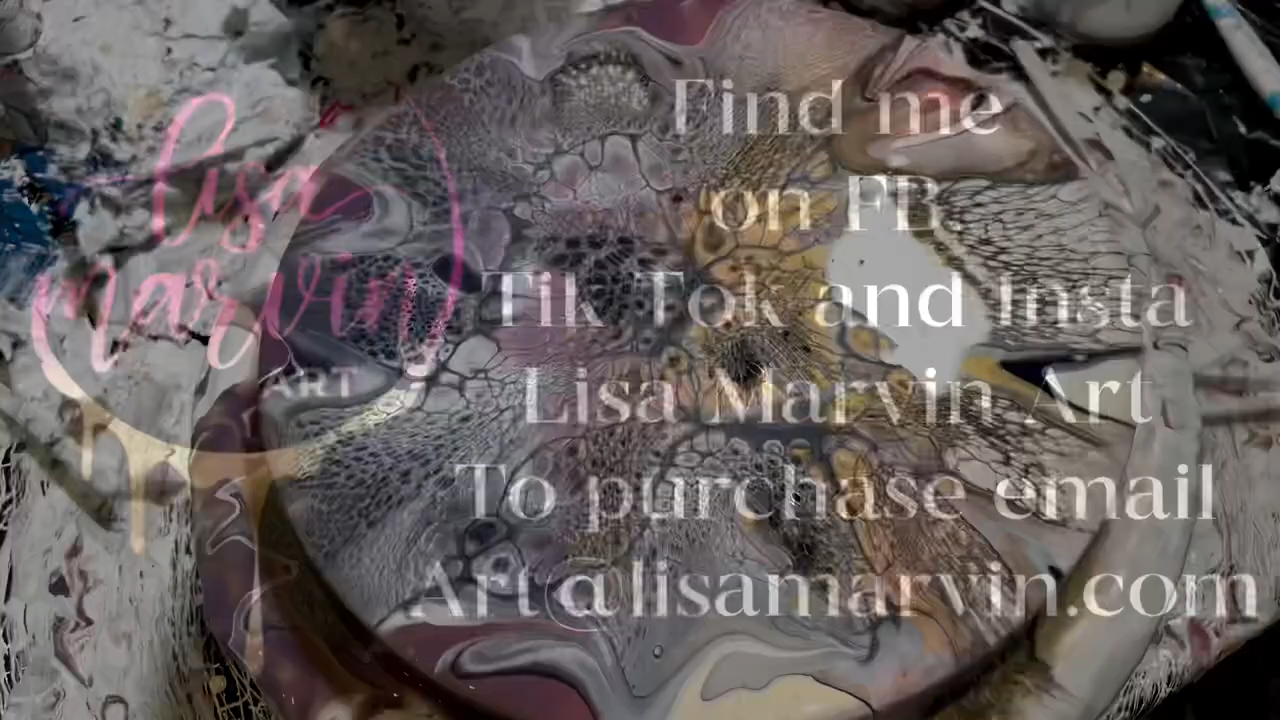 lisa
marvin
ART
Find me
on FB.
Tik Tok and Insta
Lisa Marvin Art
To purchase email
Art@lisamarvin.com